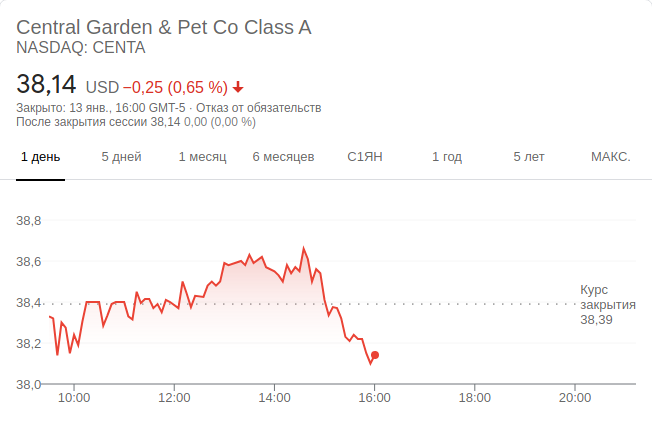 Central Garden & Pet Co Class A
NASDAQ: CENTA
38,14 USD −0,25 (0,65 %)
Закрыто: 13 янв., 16:00 GMT-5 · Отказ от обязательств
После закрытия сессии 38,14 0,00 (0,00 %)
1 день 5 дней 1 месяц 6 месяцев С1ЯН 1 год 5 лет МАКС.
38,8
38,6
38,4
38,2
38,0
Курс
закрытия
38,39
10:00 12:00 14:00 16:00 18:00 20:00